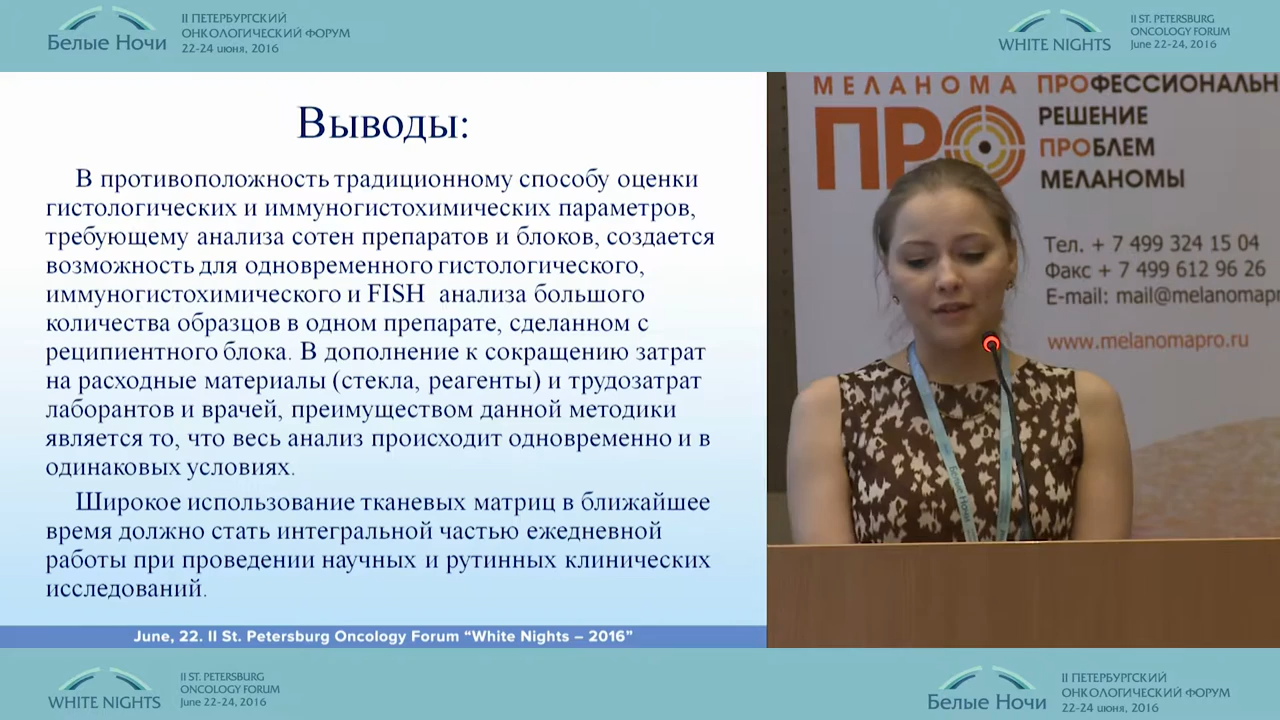 Белые Ночи
II ПЕТЕРБУРГСКИЙ
ОНКОЛОГИЧЕСКИЙ ФОРУМ
22-24 июня, 2016
WHITE NIGHTS
II ST. PETERSBURG
ONCOLOGY FORUM
June 22-24, 2016
Выводы:
В противоположность традиционному способу оценки
гистологических и иммуногистохимических параметров,
требующему анализа сотен препаратов и блоков, создается
возможность для одновременного гистологического,
иммуногистохимического и FISH анализа большого
количества образцов в одном препарате, сделанном с
реципиентного блока. В дополнение к сокращению затрат
на расходные материалы (стекла, реагенты) и трудозатрат
лаборантов и врачей, преимуществом данной методики
является то, что весь анализ происходит одновременно и в
одинаковых условиях.
Широкое использование тканевых матриц в ближайшее
время должно стать интегральной частью ежедневной
работы при проведении научных и рутинных клинических
исследований.
June, 22. II St. Petersburg Oncology Forum “White Nights – 2016”
МЕЛАНОМА
ПРО
ПРОФЕССИОНАЛЬН
РЕШЕНИЕ
ПРОБЛЕМ
МЕЛАНОМЫ
Тел. + 7 499 324 15 04
Факс + 7 499 612 96 26
E-mail: mail@melanomapr
www.melanomapro.ru
Белые Ночи
WHITE NIGHTS
II ST. PETERSBURG
ONCOLOGY FORUM
June 22-24, 2016
Белые Ночи
II ПЕТЕРБУРГСКИЙ
ОНКОЛОГИЧЕСКИЙ ФОРУМ
22-24 июня, 2016